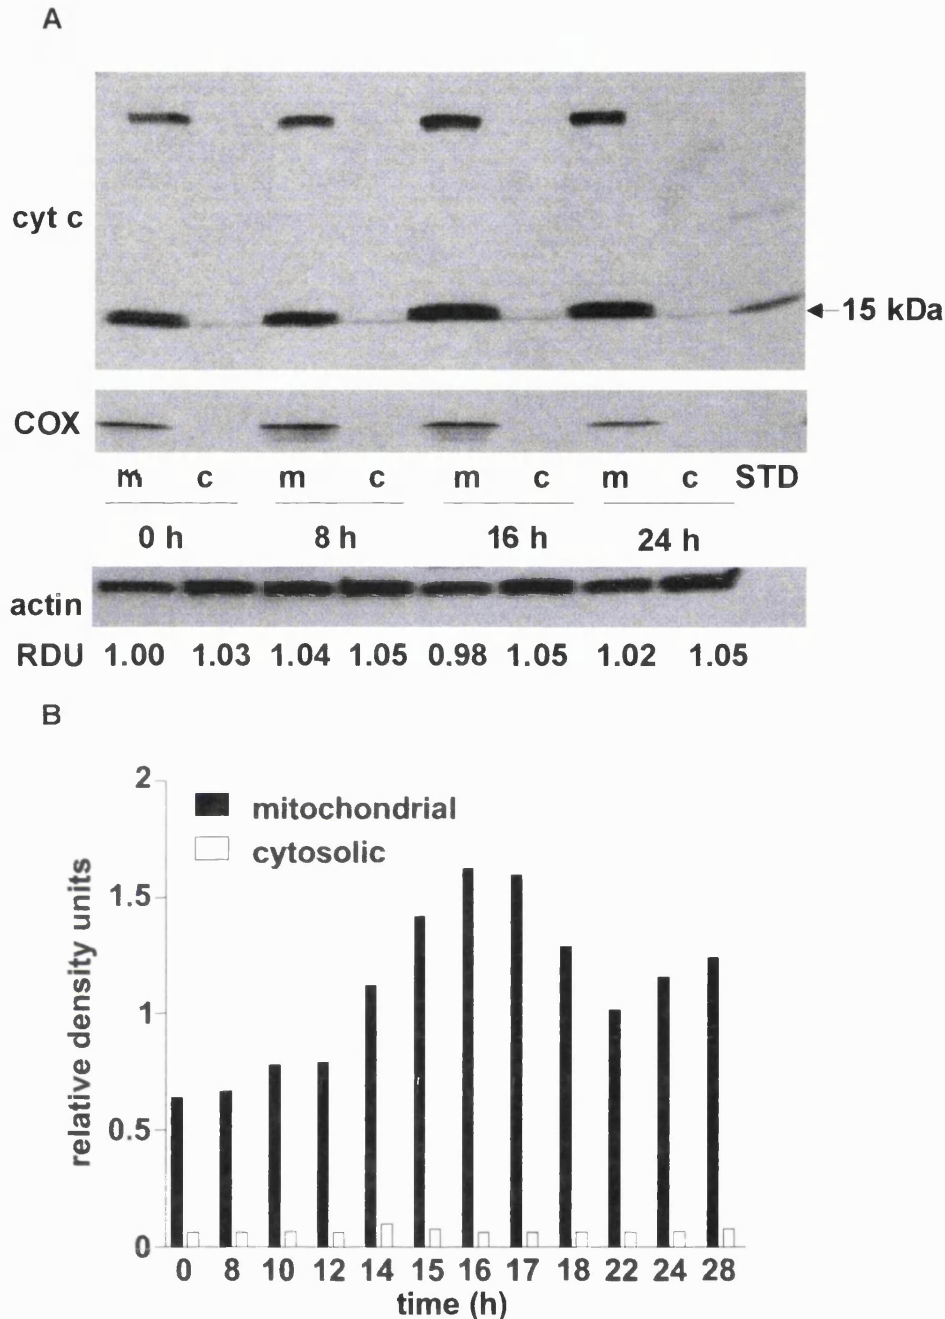 A
cyt c
15 kDa
COX
m c m c m c m c STD
0 h 8 h 16 h 24 h
actin
RDU 1.00 1.03 1.04 1.05 0.98 1.05 1.02 1.05
B
2
mitochondrial
cytosolic
1.5
relative density units
1
0.5
0
0 8 10 12 14 15 16 17 18 22 24 28
time (h)